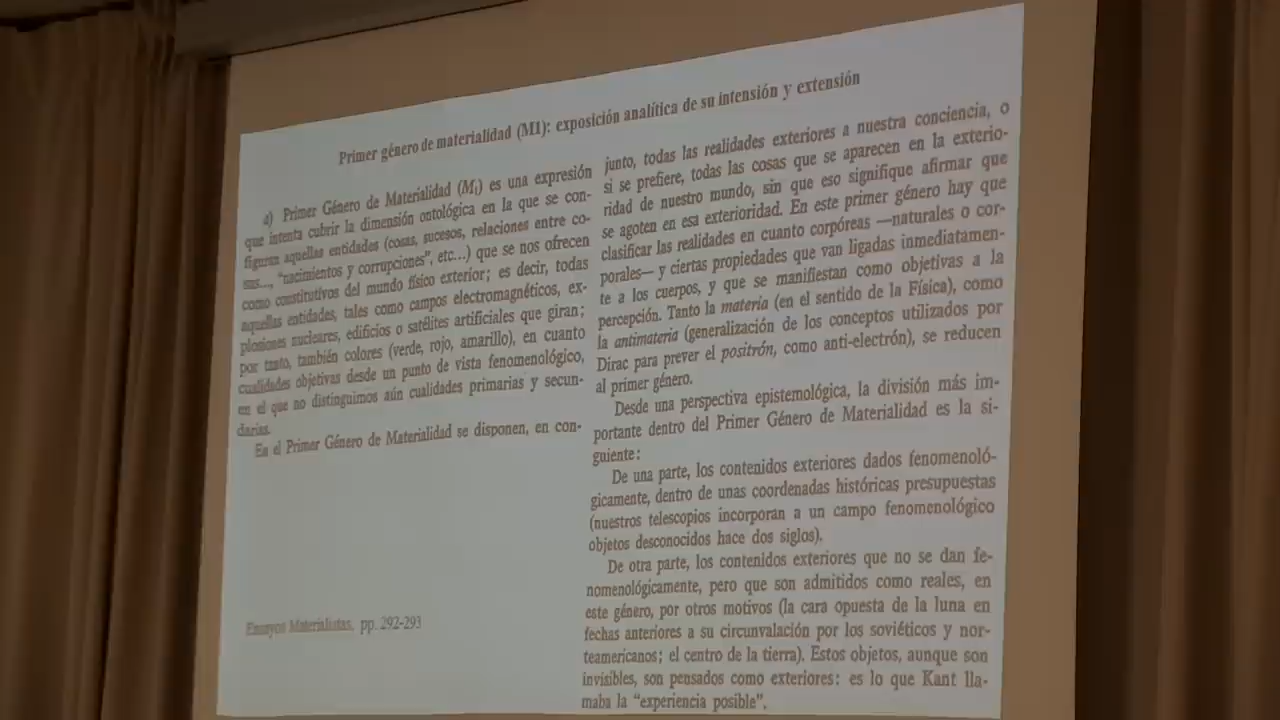 Primer género de materialidad (M1): exposición analítica de su intensión y extensión
a) Primer Género de Materialidad (M₁) es una expresión
que intenta cubrir la dimensión ontológica en la que se con-
figuran aquellas entidades (cosas, sucesos, relaciones entre co-
sas..., "nacimientos y corrupciones", etc...) que se nos ofrecen
como constitutivos del mundo físico exterior; es decir, todas
aquellas entidades, tales como campos electromagnéticos, ex-
plosiones nucleares, edificios o satélites artificiales que giran;
por tanto, también colores (verde, rojo, amarillo), en cuanto
cualidades objetivas desde un punto de vista fenomenológico,
en el que no distinguimos aún cualidades primarias y secun-
darias.
En el Primer Género de Materialidad se disponen, en con-
junto, todas las realidades exteriores a nuestra conciencia, o
si se prefiere, todas las cosas que se aparecen en la exterio-
ridad de nuestro mundo, sin que eso signifique afirmar que
se agoten en esa exterioridad. En este primer género hay que
clasificar las realidades en cuanto corpóreas —naturales o cor-
porales— y ciertas propiedades que van ligadas inmediatamen-
te a los cuerpos, y que se manifiestan como objetivas a la
percepción. Tanto la materia (en el sentido de la Física), como
la antimateria (generalización de los conceptos utilizados por
Dirac para prever el positrón, como anti-electrón), se reducen
al primer género.
Desde una perspectiva epistemológica, la división más im-
portante dentro del Primer Género de Materialidad es la si-
guiente:
De una parte, los contenidos exteriores dados fenomenoló-
gicamente, dentro de unas coordenadas históricas presupuestas
(nuestros telescopios incorporan a un campo fenomenológico
objetos desconocidos hace dos siglos).
De otra parte, los contenidos exteriores que no se dan fe-
nomenológicamente, pero que son admitidos como reales, en
este género, por otros motivos (la cara opuesta de la luna en
fechas anteriores a su circunvalación por los soviéticos y nor-
teamericanos; el centro de la tierra). Estos objetos, aunque son
invisibles, son pensados como exteriores: es lo que Kant lla-
maba la "experiencia posible".
Ensayos Materialistas, pp. 292-293